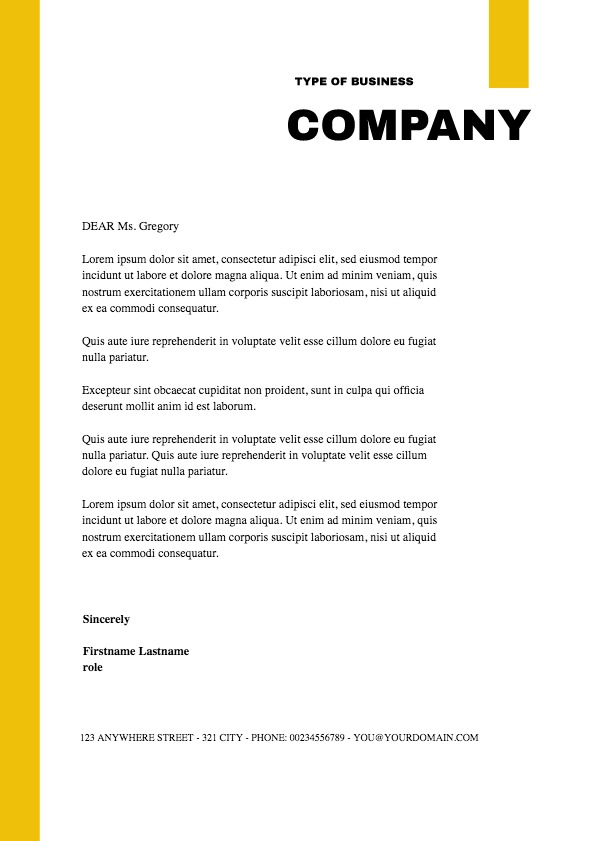 TYPE OF BUSINESS
COMPANY
DEAR Ms. Gregory
Lorem ipsum dolor sit amet, consectetur adipisci elit, sed eiusmod tempor
incidunt ut labore et dolore magna aliqua. Ut enim ad minim veniam, quis
nostrum exercitationem ullam corporis suscipit laboriosam, nisi ut aliquid
ex ea commodi consequatur.
Quis aute iure reprehenderit in voluptate velit esse cillum dolore eu fugiat
nulla pariatur.
Excepteur sint obcaecat cupiditat non proident, sunt in culpa qui officia
deserunt mollit anim id est laborum.
Quis aute iure reprehenderit in voluptate velit esse cillum dolore eu fugiat
nulla pariatur. Quis aute iure reprehenderit in voluptate velit esse cillum
dolore eu fugiat nulla pariatur.
Lorem ipsum dolor sit amet, consectetur adipisci elit, sed eiusmod tempor
incidunt ut labore et dolore magna aliqua. Ut enim ad minim veniam, quis
nostrum exercitationem ullam corporis suscipit laboriosam, nisi ut aliquid
ex ea commodi consequatur.
Sincerely
Firstname Lastname
role
123 ANYWHERE STREET - 321 CITY - PHONE: 00234556789 - YOU@YOURDOMAIN.COM